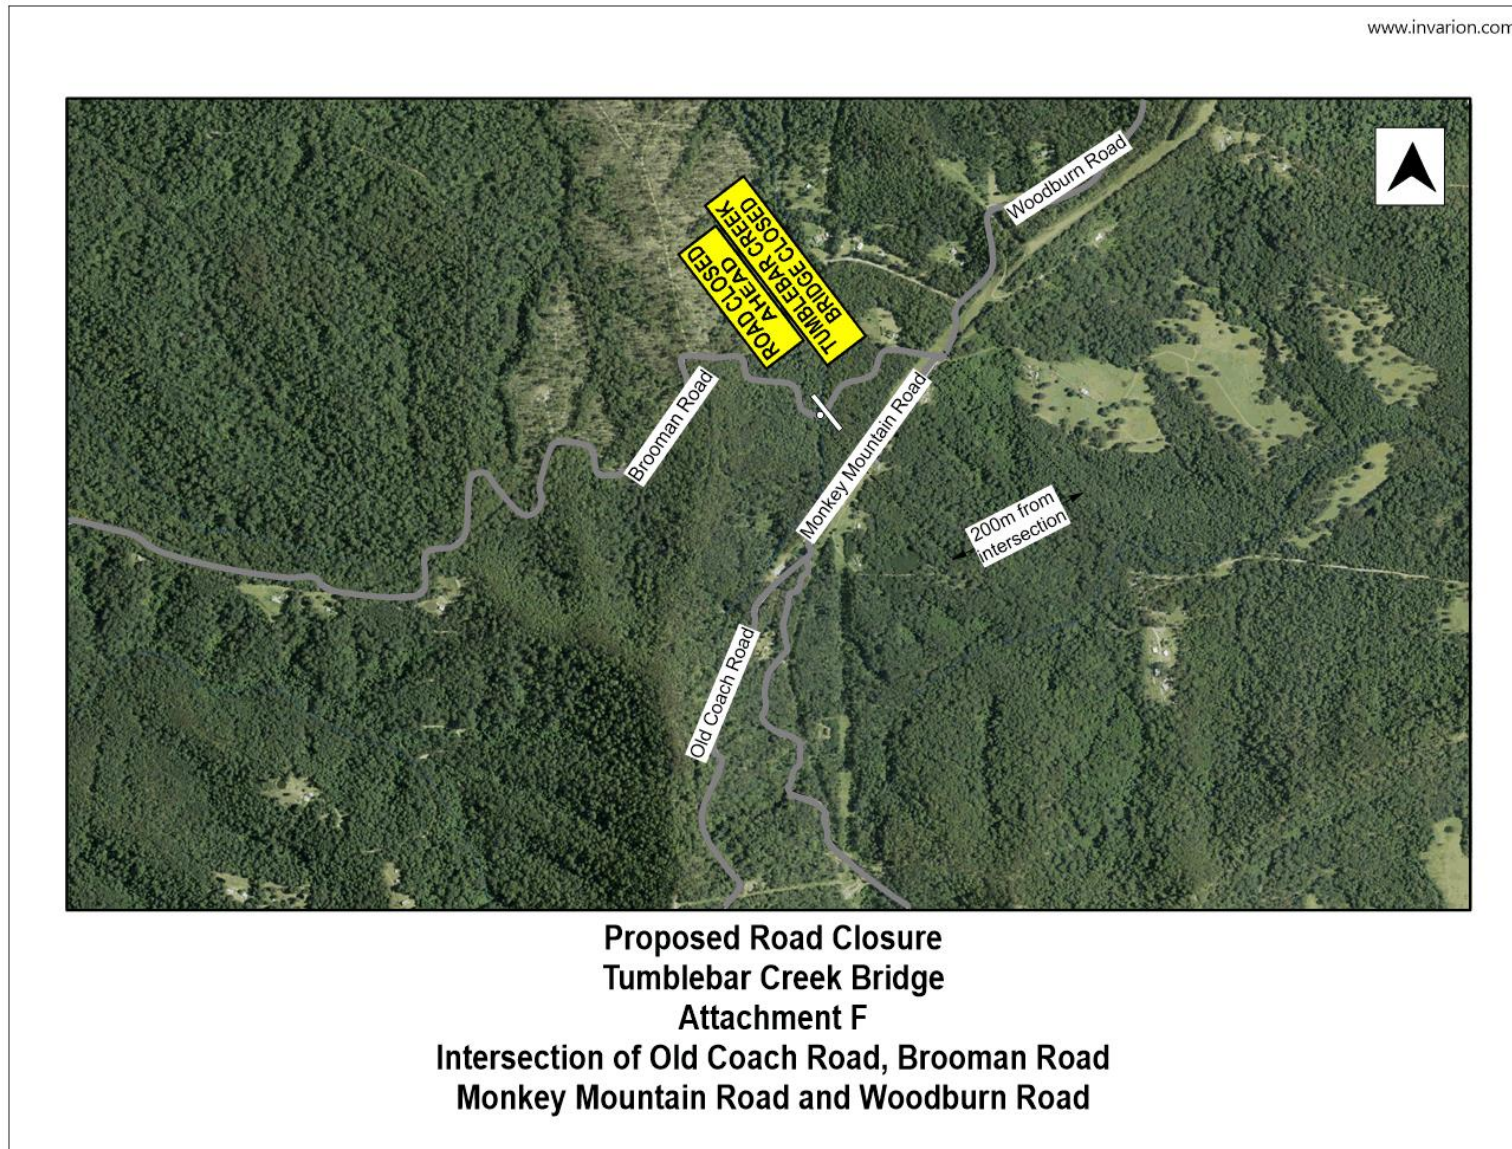 www.invarion.com
Woodburn Road
TUMBLEBAR CREEK
BRIDGE CLOSED
ROAD CLOSED
AHEAD
Brooman Road
Monkey Mountain Road
200m from
intersection
Old Coach Road
Proposed Road Closure
Tumblebar Creek Bridge
Attachment F
Intersection of Old Coach Road, Brooman Road
Monkey Mountain Road and Woodburn Road